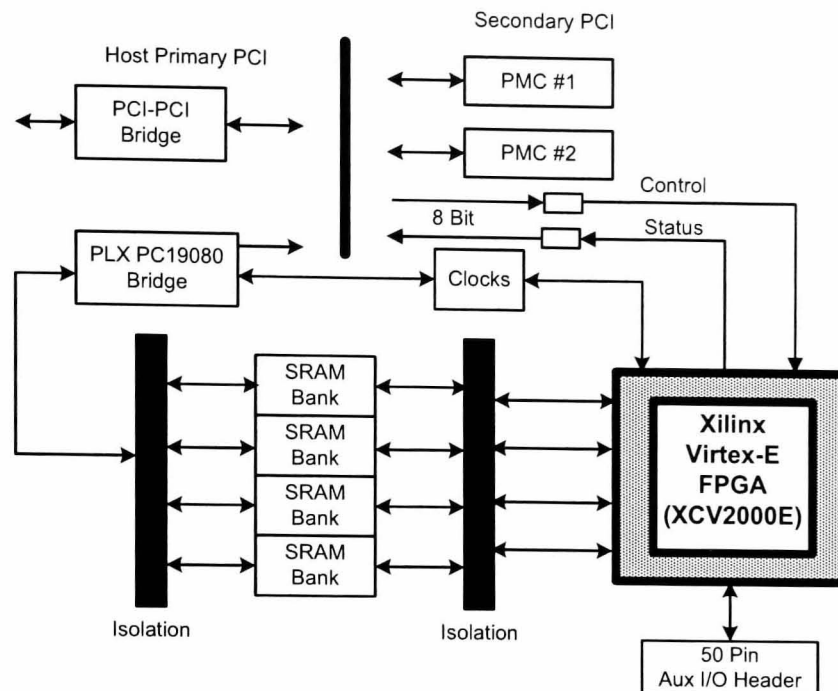 Secondary PCI
Host Primary PCI
PCI-PCI
Bridge
PMC #1
PMC #2
Control
8 Bit
Status
PLX PC19080
Bridge
Clocks
SRAM
Bank
SRAM
Bank
SRAM
Bank
SRAM
Bank
Xilinx
Virtex-E
FPGA
(XCV2000E)
Isolation
Isolation
50 Pin
Aux I/O Header